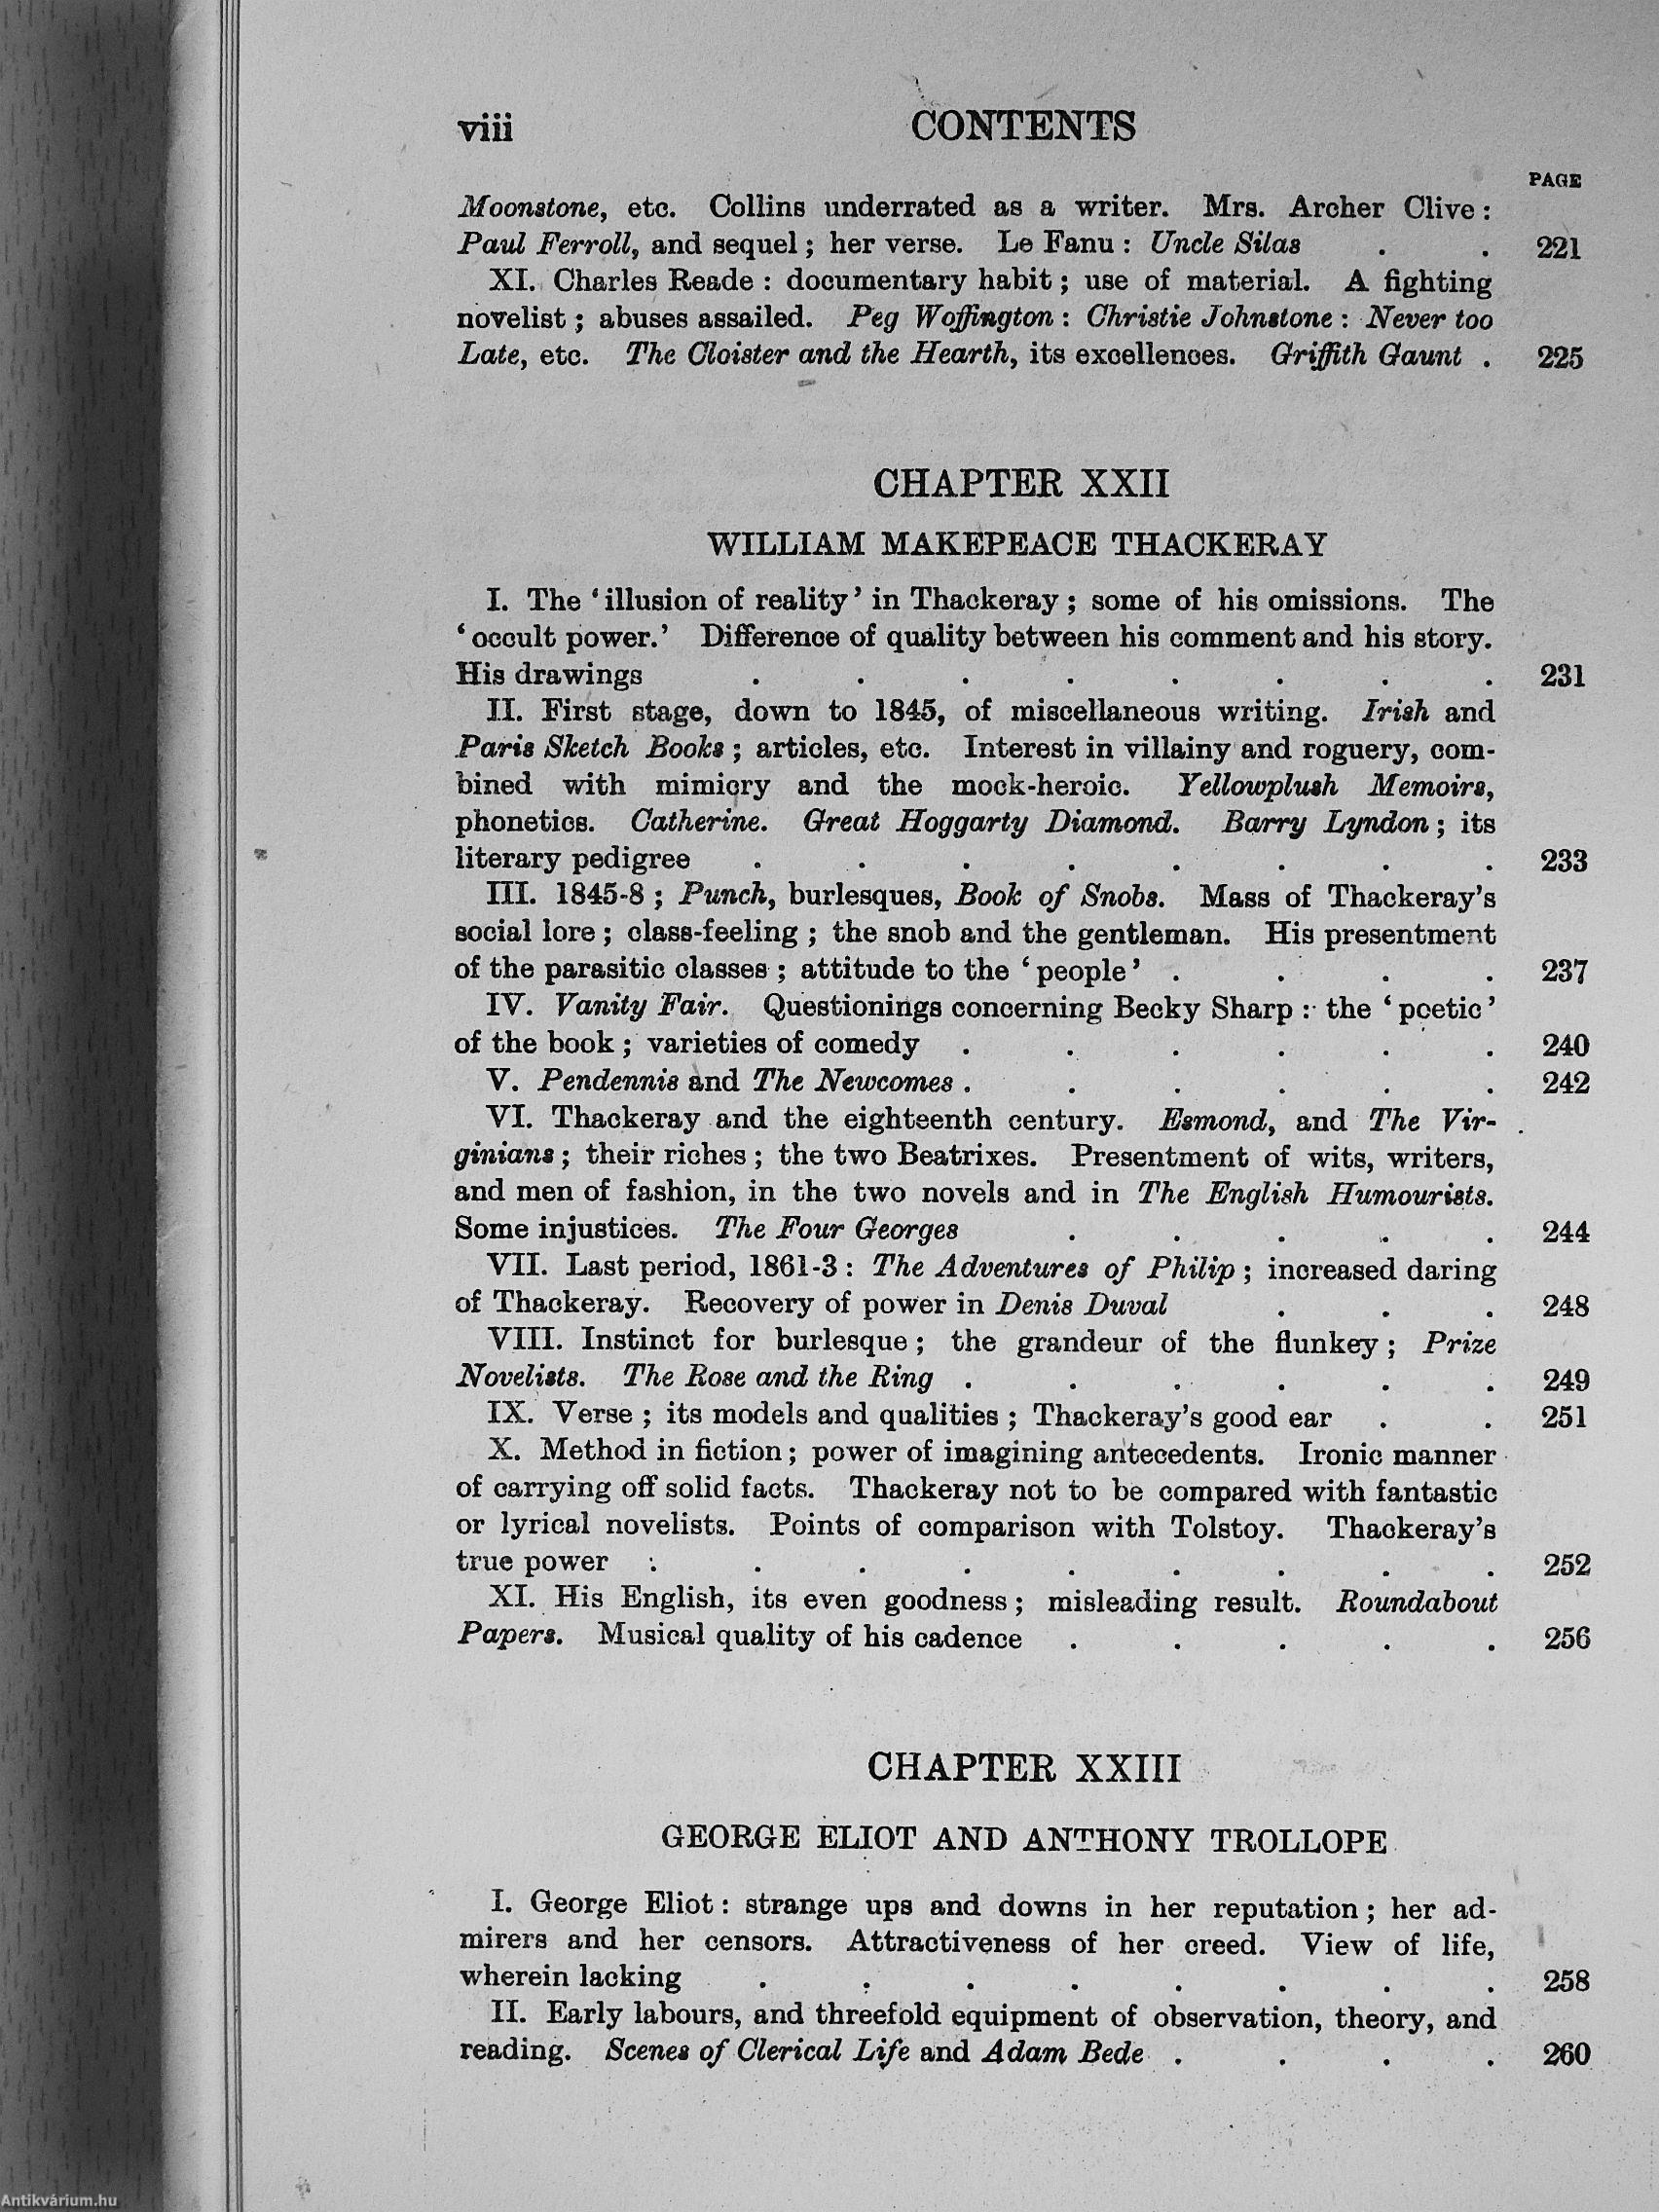 viii CONTENTS
PAGE
Moonstone, etc. Collins underrated as a writer. Mrs. Archer Clive:
Paul Ferroll, and sequel; her verse. Le Fanu: Uncle Silas . . 221
XI. Charles Reade: documentary habit; use of material. A fighting
novelist; abuses assailed. Peg Woffington: Christie Johnstone: Never too
Late, etc. The Cloister and the Hearth, its excellences. Griffith Gaunt . 225
CHAPTER XXII
WILLIAM MAKEPEACE THACKERAY
I. The 'illusion of reality' in Thackeray; some of his omissions. The
'occult power.' Difference of quality between his comment and his story.
His drawings . . . . . . . . 231
II. First stage, down to 1845, of miscellaneous writing. Irish and
Paris Sketch Books; articles, etc. Interest in villainy and roguery, com-
bined with mimicry and the mock-heroic. Yellowplush Memoirs,
phonetics. Catherine. Great Hoggarty Diamond. Barry Lyndon; its
literary pedigree . . . . . . . . 233
III. 1845-8; Punch, burlesques, Book of Snobs. Mass of Thackeray's
social lore; class-feeling; the snob and the gentleman. His presentment
of the parasitic classes; attitude to the 'people' . . . . 237
IV. Vanity Fair. Questionings concerning Becky Sharp: the 'poetic'
of the book; varieties of comedy . . . . . . 240
V. Pendennis and The Newcomes . . . . . . 242
VI. Thackeray and the eighteenth century. Esmond, and The Vir-
ginians; their riches; the two Beatrixes. Presentment of wits, writers,
and men of fashion, in the two novels and in The English Humourists.
Some injustices. The Four Georges . . . . . 244
VII. Last period, 1861-3: The Adventures of Philip; increased daring
of Thackeray. Recovery of power in Denis Duval . . . 248
VIII. Instinct for burlesque; the grandeur of the flunkey; Prize
Novelists. The Rose and the Ring . . . . . . 249
IX. Verse; its models and qualities; Thackeray's good ear . . 251
X. Method in fiction; power of imagining antecedents. Ironic manner
of carrying off solid facts. Thackeray not to be compared with fantastic
or lyrical novelists. Points of comparison with Tolstoy. Thackeray's
true power . . . . . . . . . 252
XI. His English, its even goodness; misleading result. Roundabout
Papers. Musical quality of his cadence . . . . . 256
CHAPTER XXIII
GEORGE ELIOT AND ANTHONY TROLLOPE
I. George Eliot: strange ups and downs in her reputation; her ad-
mirers and her censors. Attractiveness of her creed. View of life,
wherein lacking . . . . . . . . 258
II. Early labours, and threefold equipment of observation, theory, and
reading. Scenes of Clerical Life and Adam Bede . . . . 260
Antikvárium.hu